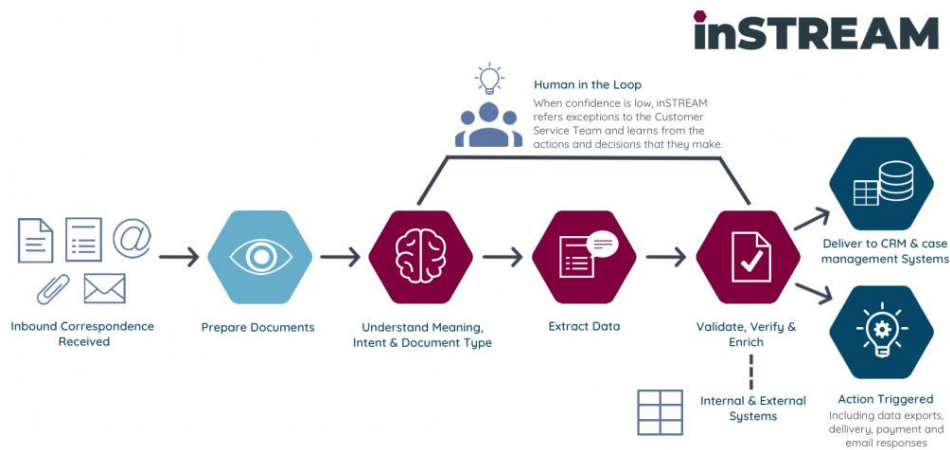 inSTREAM
Human in the Loop
When confidence is low, inSTREAM
refers exceptions to the Customer
Service Team and learns from the
actions and decisions that they make.
Inbound Correspondence
Received
Prepare Documents
Understand Meaning,
Intent & Document Type
Extract Data
Validate, Verify &
Enrich
Internal & External
Systems
Deliver to CRM & case
management Systems
Action Triggered
Including data exports,
dellivery, payment and
email responses